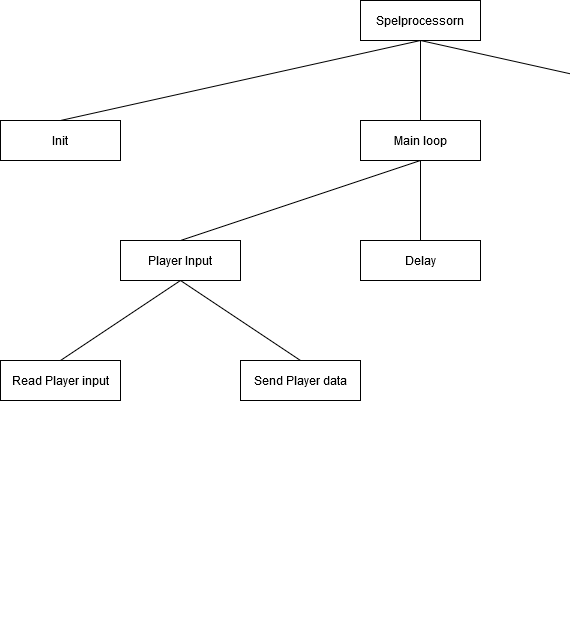 Spelprocessorn
Init
Main loop
Player Input
Delay
Read Player input
Send Player data